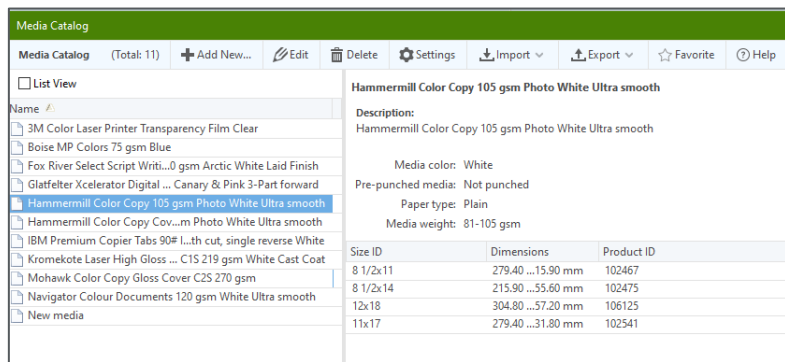 Media Catalog
Media Catalog (Total: 11) Add New... Edit Delete Settings Import Export Favorite Help
List View
Name
3M Color Laser Printer Transparency Film Clear
Boise MP Colors 75 gsm Blue
Fox River Select Script Writi...0 gsm Arctic White Laid Finish
Glatfelter Xcelerator Digital ... Canary & Pink 3-Part forward
Hammermill Color Copy 105 gsm Photo White Ultra smooth
Hammermill Color Copy Cov...m Photo White Ultra smooth
IBM Premium Copier Tabs 90# I...th cut, single reverse White
Kromekote Laser High Gloss ... C1S 219 gsm White Cast Coat
Mohawk Color Copy Gloss Cover C2S 270 gsm
Navigator Colour Documents 120 gsm White Ultra smooth
New media
Hammermill Color Copy 105 gsm Photo White Ultra smooth
Description:
Hammermill Color Copy 105 gsm Photo White Ultra smooth
Media color: White
Pre-punched media: Not punched
Paper type: Plain
Media weight: 81-105 gsm
Size ID Dimensions Product ID
8 1/2x11 279.40 ...15.90 mm 102467
8 1/2x14 215.90 ...55.60 mm 102475
12x18 304.80 ...57.20 mm 106125
11x17 279.40 ...31.80 mm 102541